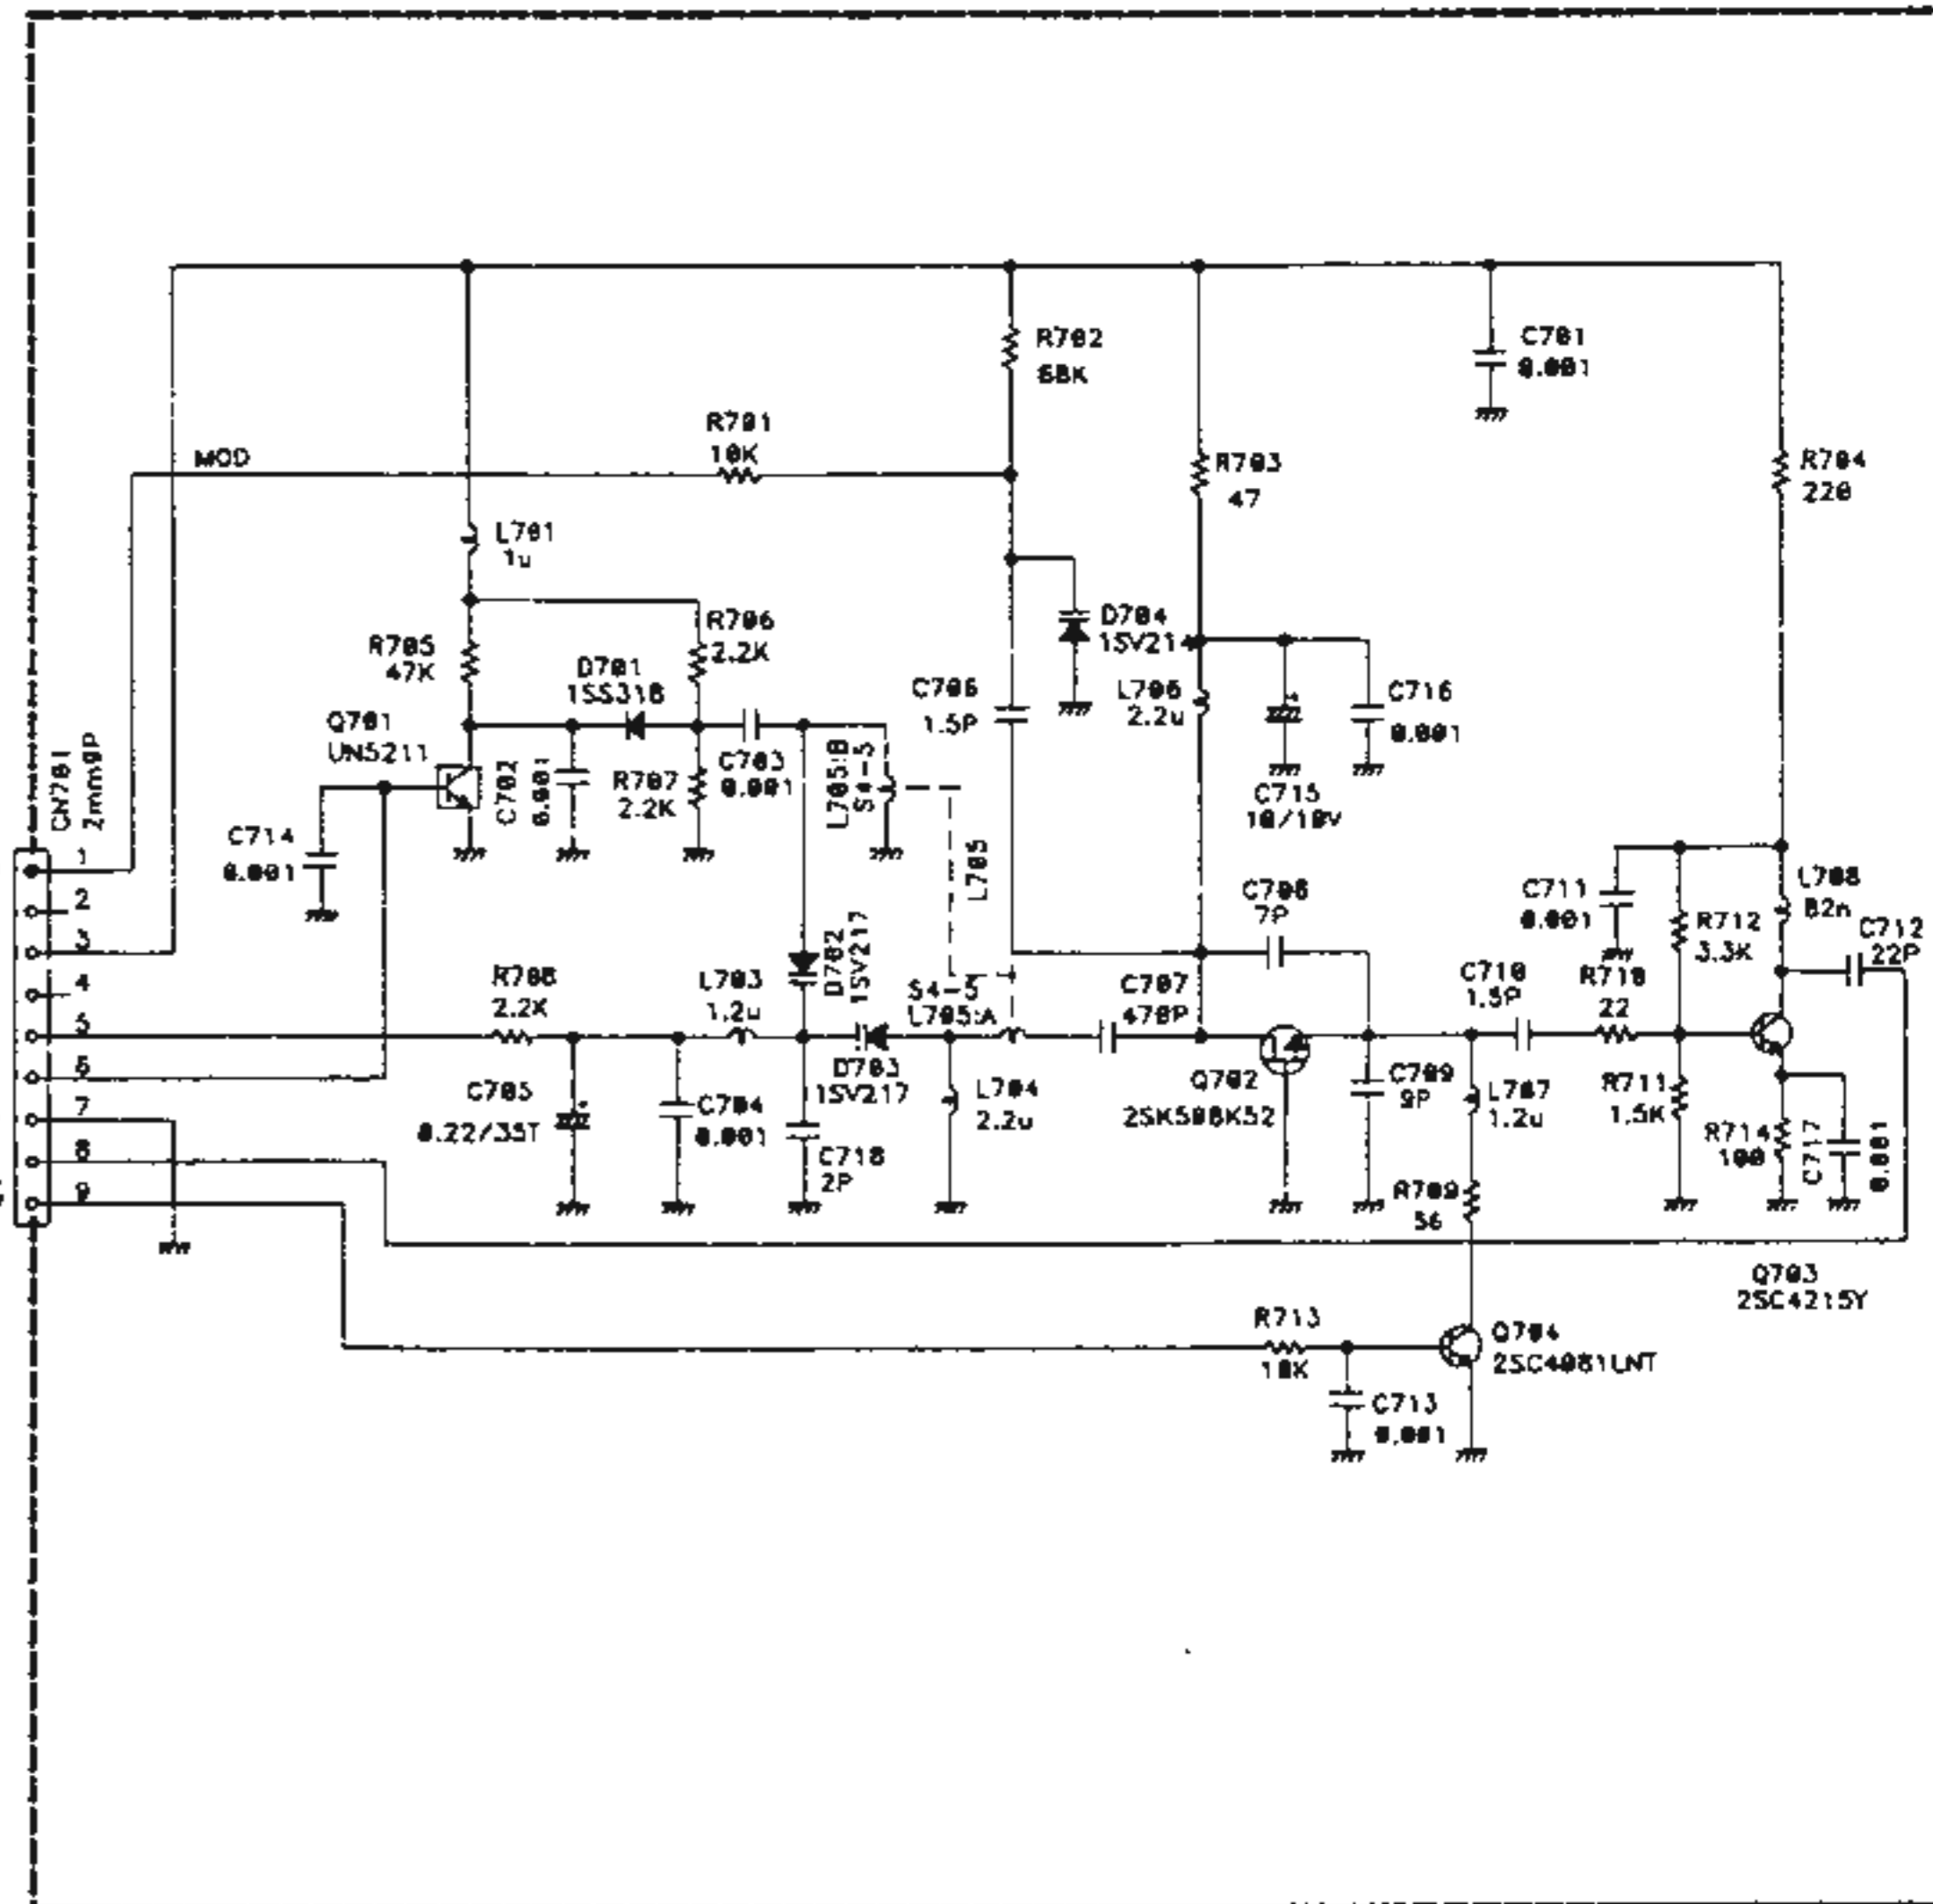 R702
68K
C701
0.001
R701
10K
MOD
R703
47
R704
220
L701
1u
R706
2.2K
R705
47K
D701
1SS318
D704
1SV214
C706
1.5P
L706
2.2u
C716
0.001
Q701
UN5211
C702
0.001
R707
2.2K
C703
0.001
L705:B
S4-5
C715
10/10V
CN701
2mm9P
C714
0.001
L705
C708
7P
C711
0.001
L708
82n
R712
3.3K
C712
22P
1
2
3
4
5
6
7
8
9
R708
2.2K
L703
1.2u
D702
1SV217
S4-5
L705:A
C707
470P
C710
1.5P
R710
22
C705
0.22/35T
C704
0.001
D703
1SV217
C718
2P
L704
2.2u
Q702
2SK508K52
C709
9P
L707
1.2u
R711
1.5K
R714
100
C717
0.001
R709
56
Q703
2SC4215Y
R713
10K
Q704
2SC4081LNT
C713
0.001